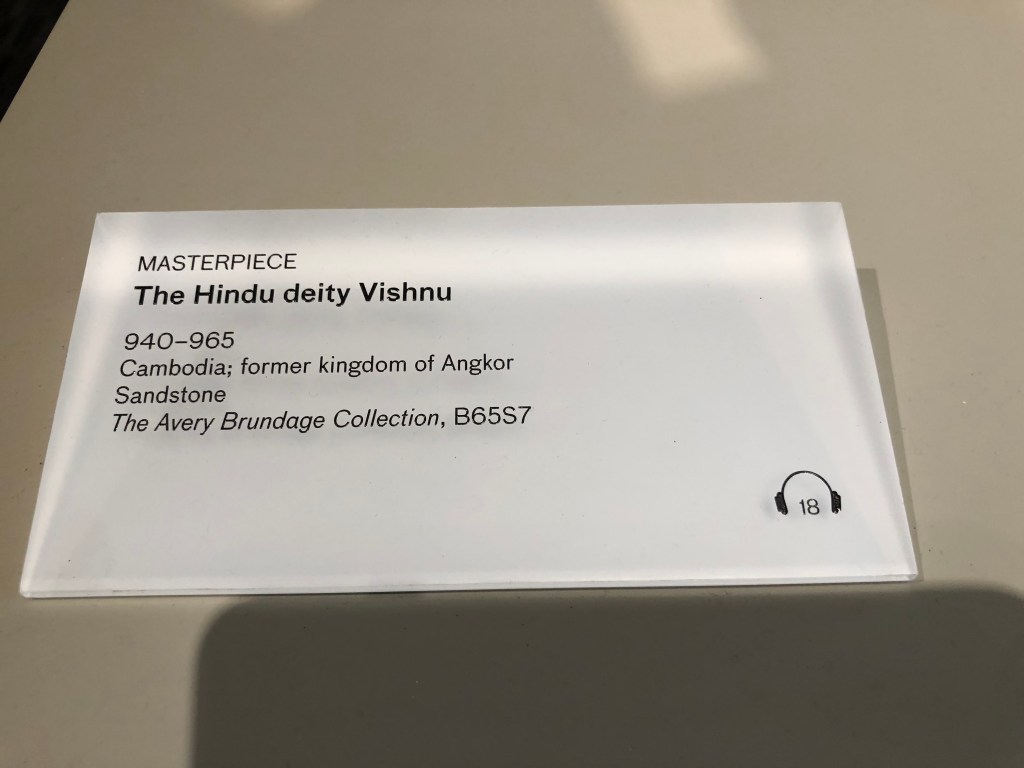 MASTERPIECE
The Hindu deity Vishnu
940–965
Cambodia; former kingdom of Angkor
Sandstone
The Avery Brundage Collection, B65S7
18